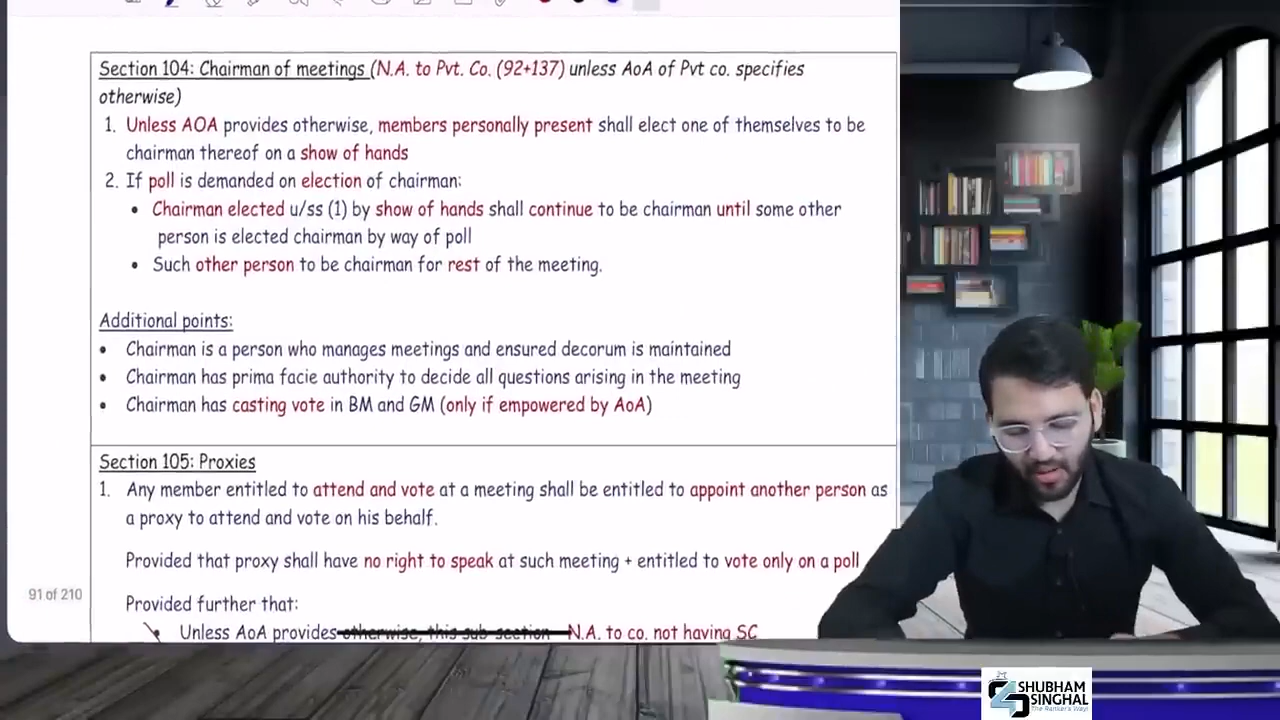 Section 104: Chairman of meetings (N.A. to Pvt. Co. (92+137) unless AoA of Pvt co. specifies
otherwise)
1. Unless AOA provides otherwise, members personally present shall elect one of themselves to be
chairman thereof on a show of hands
2. If poll is demanded on election of chairman:
• Chairman elected u/ss (1) by show of hands shall continue to be chairman until some other
person is elected chairman by way of poll
• Such other person to be chairman for rest of the meeting.
Additional points:
• Chairman is a person who manages meetings and ensured decorum is maintained
• Chairman has prima facie authority to decide all questions arising in the meeting
• Chairman has casting vote in BM and GM (only if empowered by AoA)
Section 105: Proxies
1. Any member entitled to attend and vote at a meeting shall be entitled to appoint another person as
a proxy to attend and vote on his behalf.
Provided that proxy shall have no right to speak at such meeting + entitled to vote only on a poll
91 of 210
Provided further that:
• Unless AoA provides otherwise, this sub-section N.A. to co. not having SC
SHUBHAM
SINGHAL
The Ranker's Way!